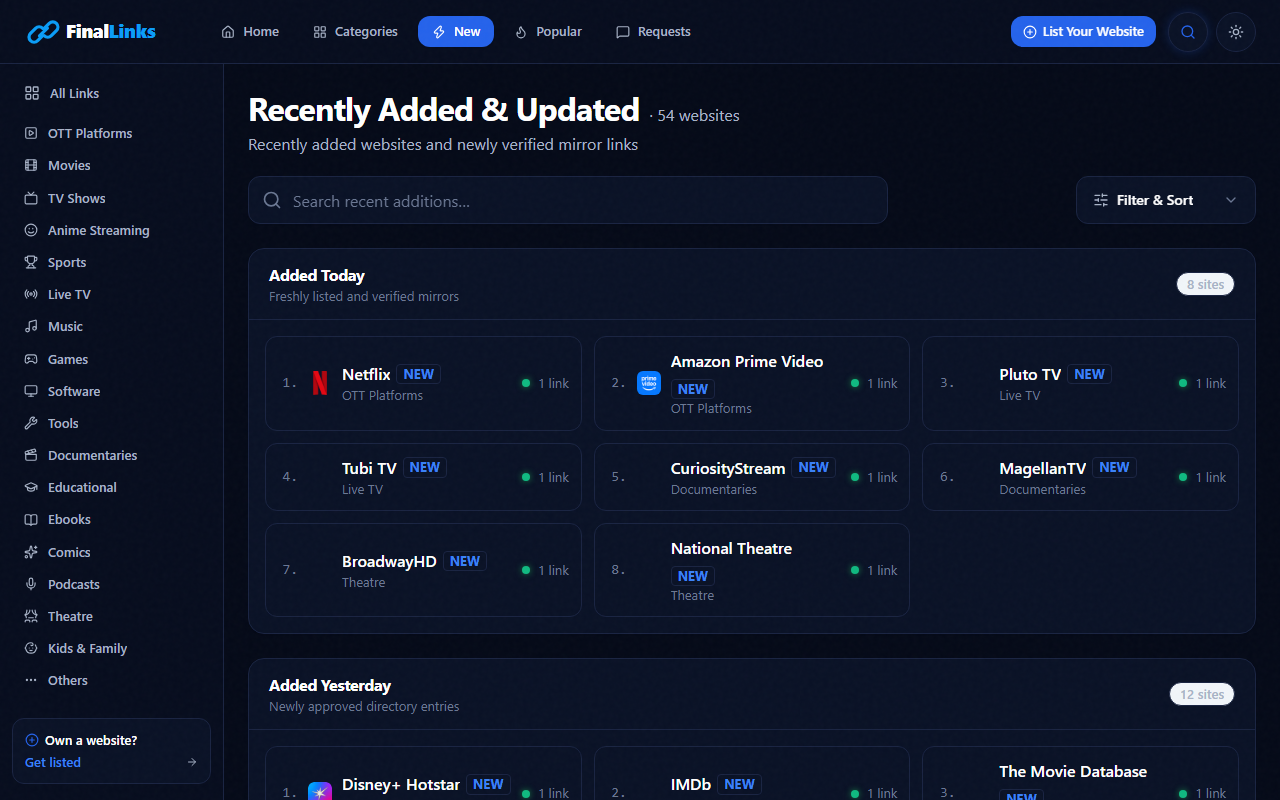 FinalLinks
Home
Categories
New
Popular
Requests
List Your Website
All Links
OTT Platforms
Movies
TV Shows
Anime Streaming
Sports
Live TV
Music
Games
Software
Tools
Documentaries
Educational
Ebooks
Comics
Podcasts
Theatre
Kids & Family
Others
Own a website?
Get listed →
Recently Added & Updated · 54 websites
Recently added websites and newly verified mirror links
Search recent additions...
Filter & Sort
Added Today
Freshly listed and verified mirrors
8 sites
1. Netflix NEW
OTT Platforms
1 link
2. Amazon Prime Video
prime video
NEW
OTT Platforms
1 link
3. Pluto TV NEW
Live TV
1 link
4. Tubi TV NEW
Live TV
1 link
5. CuriosityStream NEW
Documentaries
1 link
6. MagellanTV NEW
Documentaries
1 link
7. BroadwayHD NEW
Theatre
1 link
8. National Theatre
NEW
Theatre
1 link
Added Yesterday
Newly approved directory entries
12 sites
1. Disney+ Hotstar NEW
1 link
2. IMDb NEW
1 link
3. The Movie Database
NEW
1 link